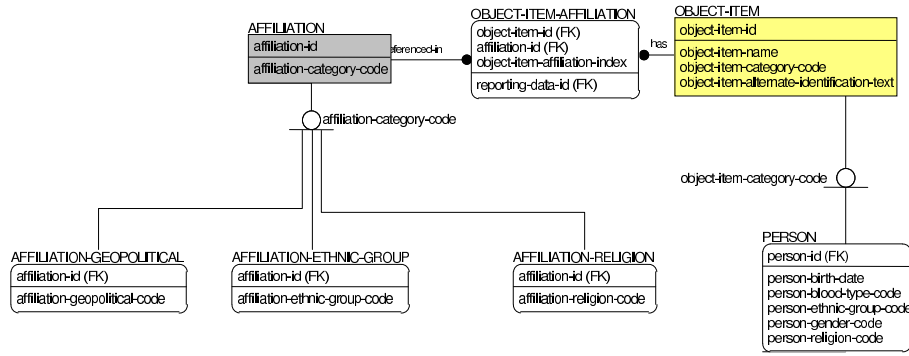 AFFILIATION
affiliation-id
affiliation-category-code
eferenced-in
OBJECT-ITEM-AFFILIATION
object-item-id (FK)
affiliation-id (FK)
object-item-affiliation-index
reporting-data-id (FK)
has
OBJECT-ITEM
object-item-id
object-item-name
object-item-category-code
object-item-alternate-identification-text
affiliation-category-code
object-item-category-code
AFFILIATION-GEOPOLITICAL
affiliation-id (FK)
affiliation-geopolitical-code
AFFILIATION-ETHNIC-GROUP
affiliation-id (FK)
affiliation-ethnic-group-code
AFFILIATION-RELIGION
affiliation-id (FK)
affiliation-religion-code
PERSON
person-id (FK)
person-birth-date
person-blood-type-code
person-ethnic-group-code
person-gender-code
person-religion-code